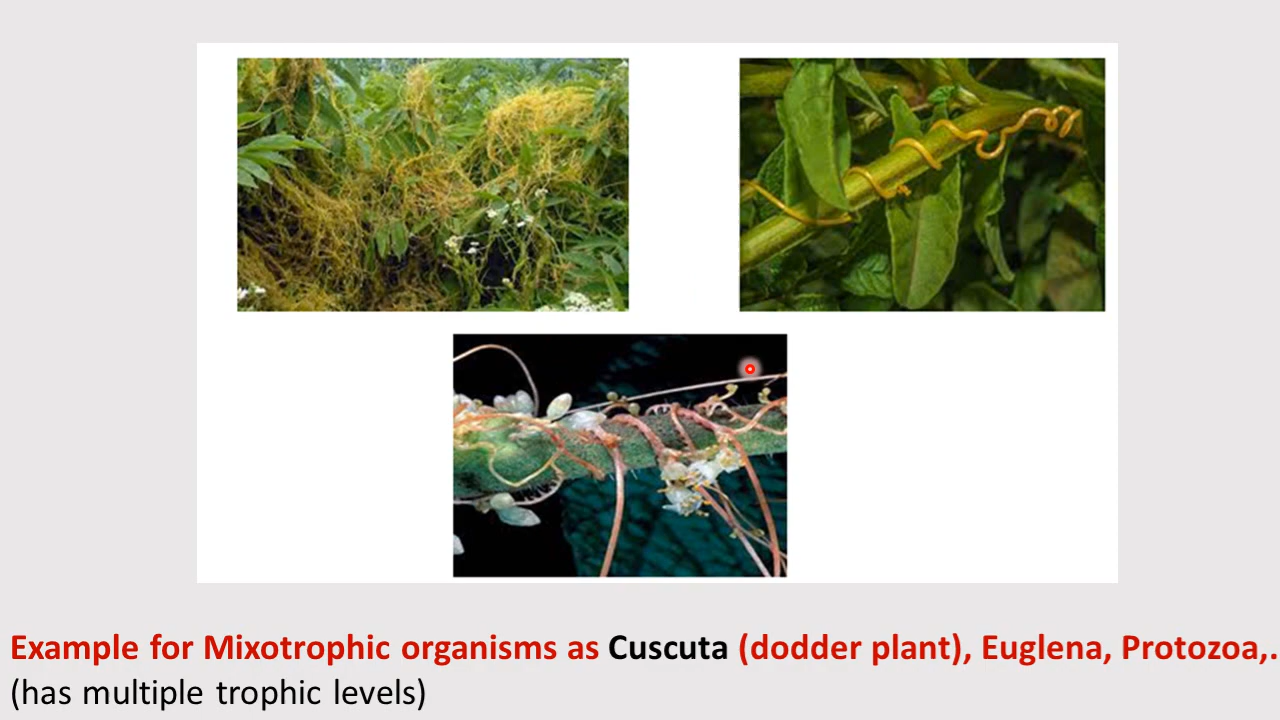 Example for Mixotrophic organisms as Cuscuta (dodder plant), Euglena, Protozoa,.
(has multiple trophic levels)